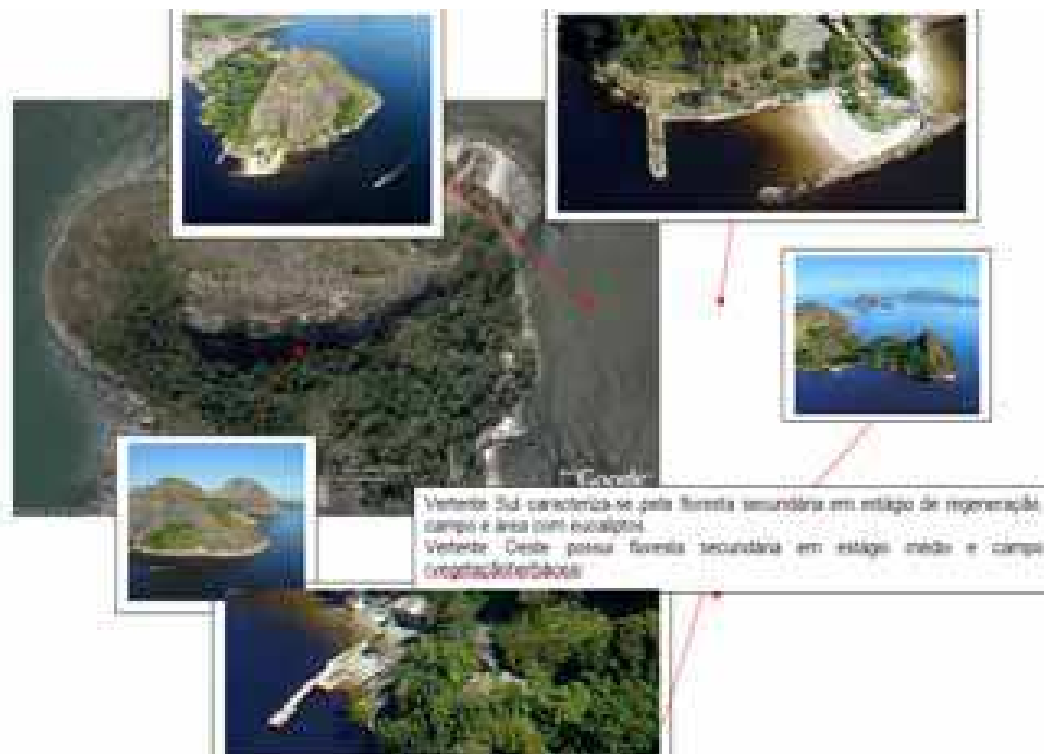 Google
Vertente Sul caracteriza-se pela floresta secundária em estágio de regeneração,
campo e área com eucaliptos.
Vertente Oeste possui floresta secundária em estágio médio e campo
(vegetação herbácea)